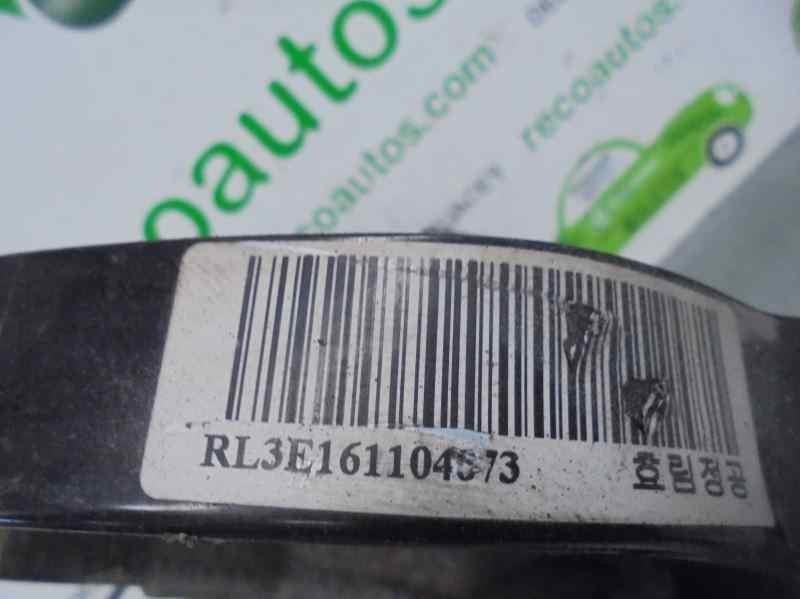 oautos.
recoautos.com
recoautos.
RL3E161104573
효림정공